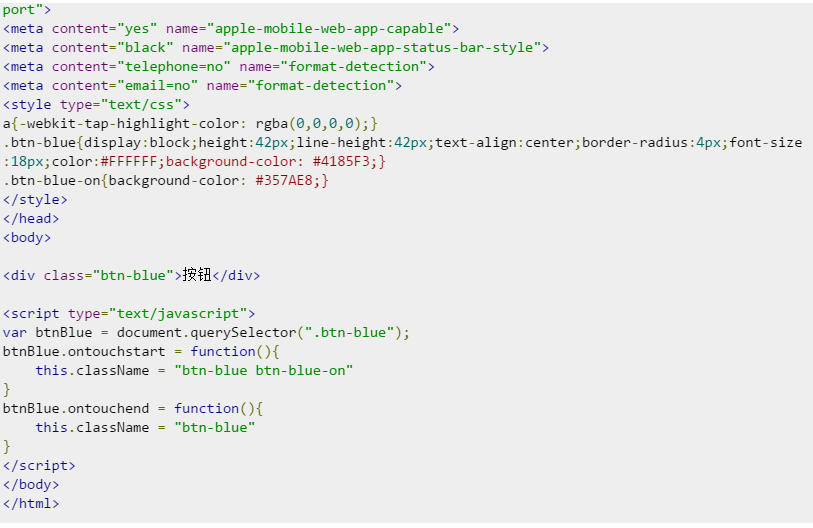 port">
<meta content="yes" name="apple-mobile-web-app-capable">
<meta content="black" name="apple-mobile-web-app-status-bar-style">
<meta content="telephone=no" name="format-detection">
<meta content="email=no" name="format-detection">
<style type="text/css">
a{-webkit-tap-highlight-color: rgba(0,0,0,0);}
.btn-blue{display:block;height:42px;line-height:42px;text-align:center;border-radius:4px;font-size
:18px;color:#FFFFFF;background-color: #4185F3;}
.btn-blue-on{background-color: #357AE8;}
</style>
</head>
<body>
<div class="btn-blue">按钮</div>
<script type="text/javascript">
var btnBlue = document.querySelector(".btn-blue");
btnBlue.ontouchstart = function(){
    this.className = "btn-blue btn-blue-on"
}
btnBlue.ontouchend = function(){
    this.className = "btn-blue"
}
</script>
</body>
</html>